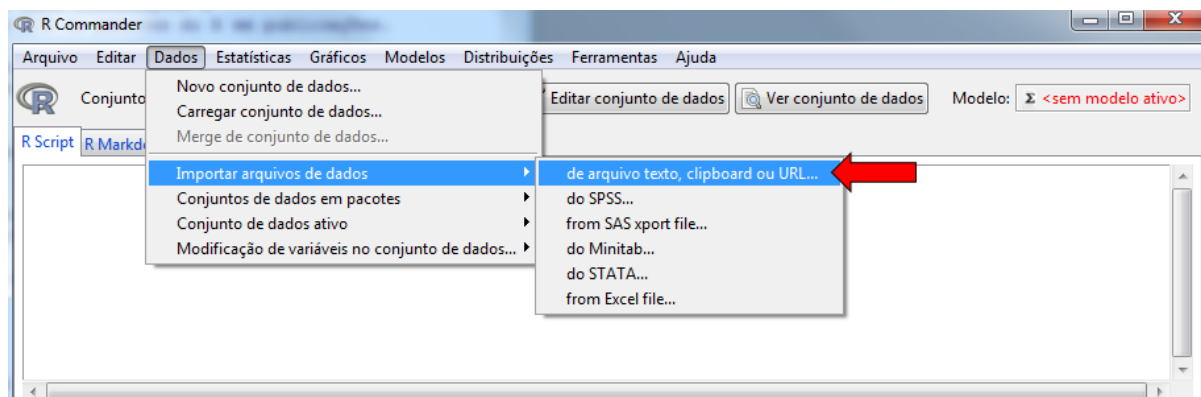 R Commander
Arquivo Editar Dados Estatísticas Gráficos Modelos Distribuições Ferramentas Ajuda
Conjunto Editar conjunto de dados Ver conjunto de dados Modelo: Σ <sem modelo ativo>
R Script R Markd
Novo conjunto de dados...
Carregar conjunto de dados...
Merge de conjunto de dados...
Importar arquivos de dados
Conjuntos de dados em pacotes
Conjunto de dados ativo
Modificação de variáveis no conjunto de dados...
de arquivo texto, clipboard ou URL...
do SPSS...
from SAS xport file...
do Minitab...
do STATA...
from Excel file...